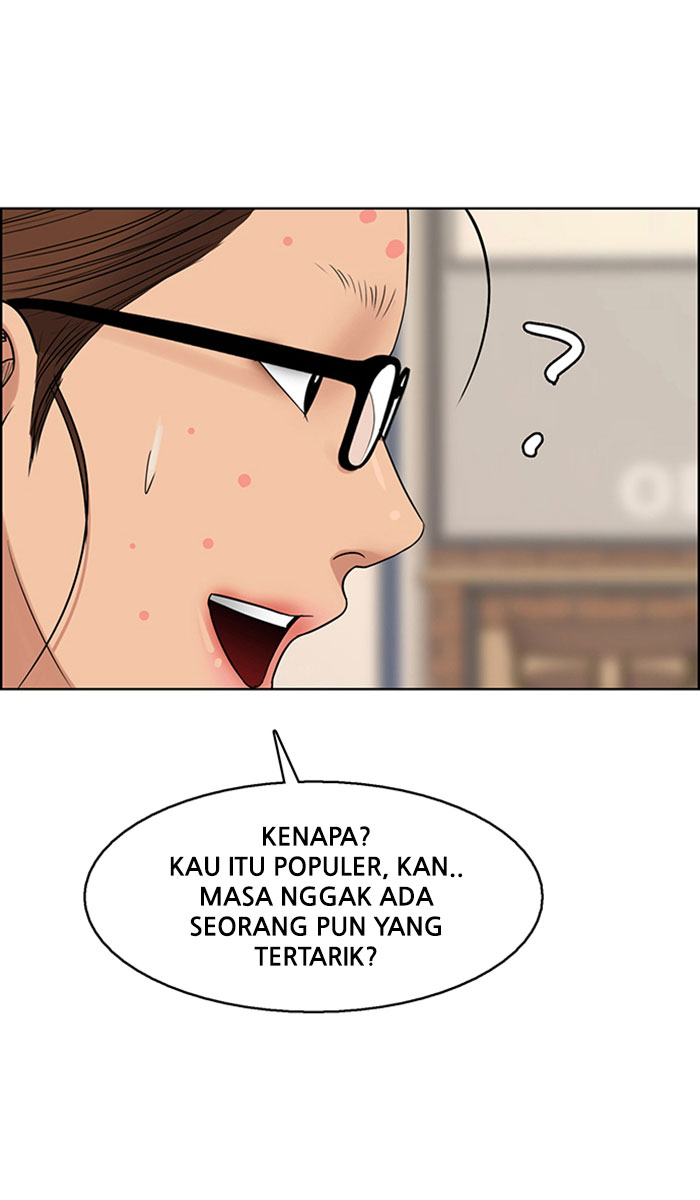 ?
KENAPA?
KAU ITU POPULER, KAN..
MASA NGGAK ADA
SEORANG PUN YANG
TERTARIK?